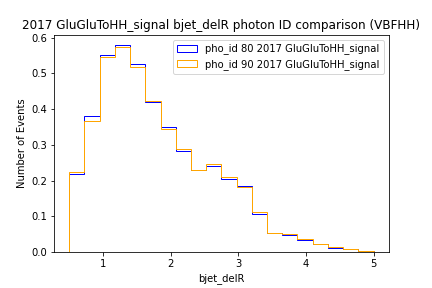 2017 GluGluToHH_signal bjet_delR photon ID comparison (VBFHH)
pho_id 80 2017 GluGluToHH_signal
pho_id 90 2017 GluGluToHH_signal
Number of Events
0.6
0.5
0.4
0.3
0.2
0.1
0.0
1 2 3 4 5
bjet_delR